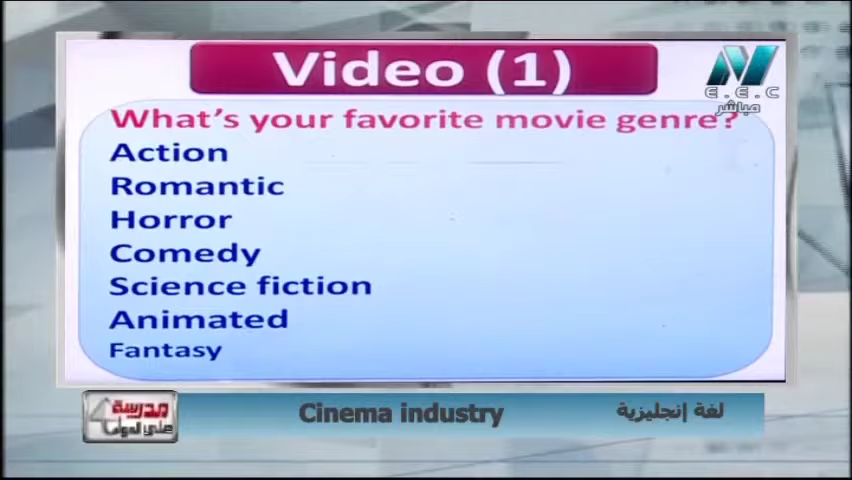 Video (1)
E.E.C
مباشر
What's your favorite movie genre?
Action
Romantic
Horror
Comedy
Science fiction
Animated
Fantasy
مدرسة
على الهواء
Cinema industry
لغة إنجليزية